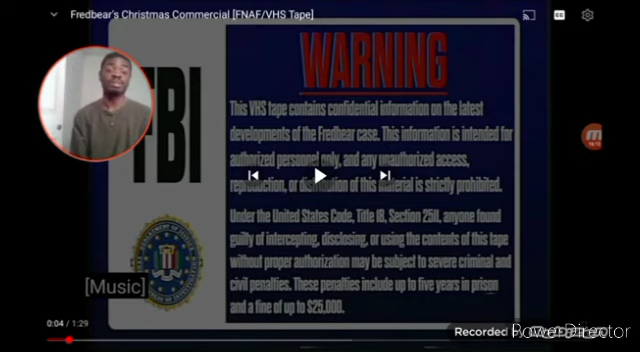 Fredbear's Christmas Commercial [FNAF/VHS Tape]
CC
WARNING
FBI
This VHS tape contains confidential information on the latest
developments of the Fredbear case. This information is intended for
authorized personnel only, and any unauthorized access,
reproduction, or distribution of this material is strictly prohibited.
Under the United States Code, Title 18, Section 2511, anyone found
guilty of intercepting, disclosing, or using the contents of this tape
without proper authorization may be subject to severe criminal and
civil penalties. These penalties include up to five years in prison
and a fine of up to $25,000.
[Music]
0:04 / 1:29
Recorded
PowerDirector